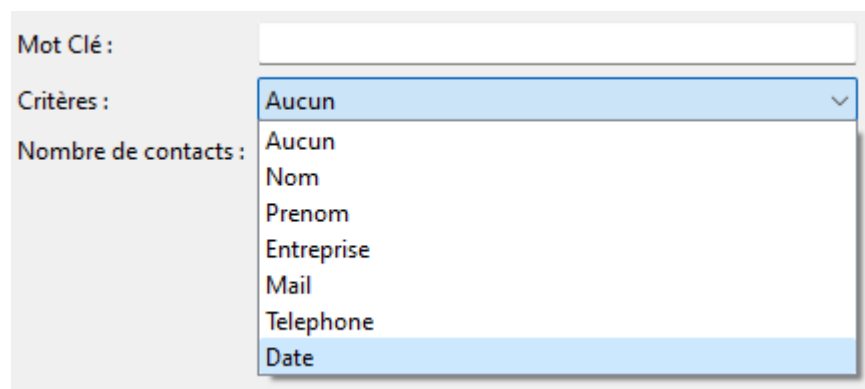 Mot Clé :
Critères :
Aucun
Nombre de contacts :
Aucun
Nom
Prenom
Entreprise
Mail
Telephone
Date